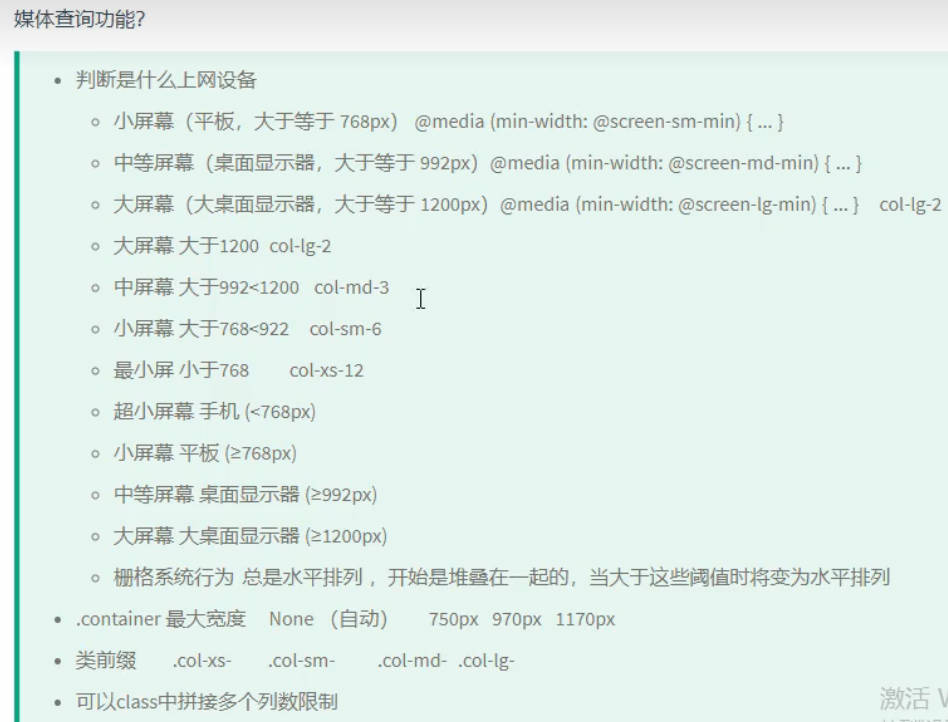 媒体查询功能?
判断是什么上网设备
小屏幕（平板，大于等于 768px） @media (min-width: @screen-sm-min) { ... }
中等屏幕（桌面显示器，大于等于 992px）@media (min-width: @screen-md-min) { ... }
大屏幕（大桌面显示器，大于等于 1200px）@media (min-width: @screen-lg-min) { ... } col-lg-2
大屏幕 大于1200 col-lg-2
中屏幕 大于992<1200 col-md-3
小屏幕 大于768<922 col-sm-6
最小屏 小于768 col-xs-12
超小屏幕 手机 (<768px)
小屏幕 平板 (≥768px)
中等屏幕 桌面显示器 (≥992px)
大屏幕 大桌面显示器 (≥1200px)
栅格系统行为 总是水平排列 ，开始是堆叠在一起的，当大于这些阈值时将变为水平排列
.container 最大宽度 None （自动） 750px 970px 1170px
类前缀 .col-xs- .col-sm- .col-md- .col-lg-
可以class中拼接多个列数限制
激活